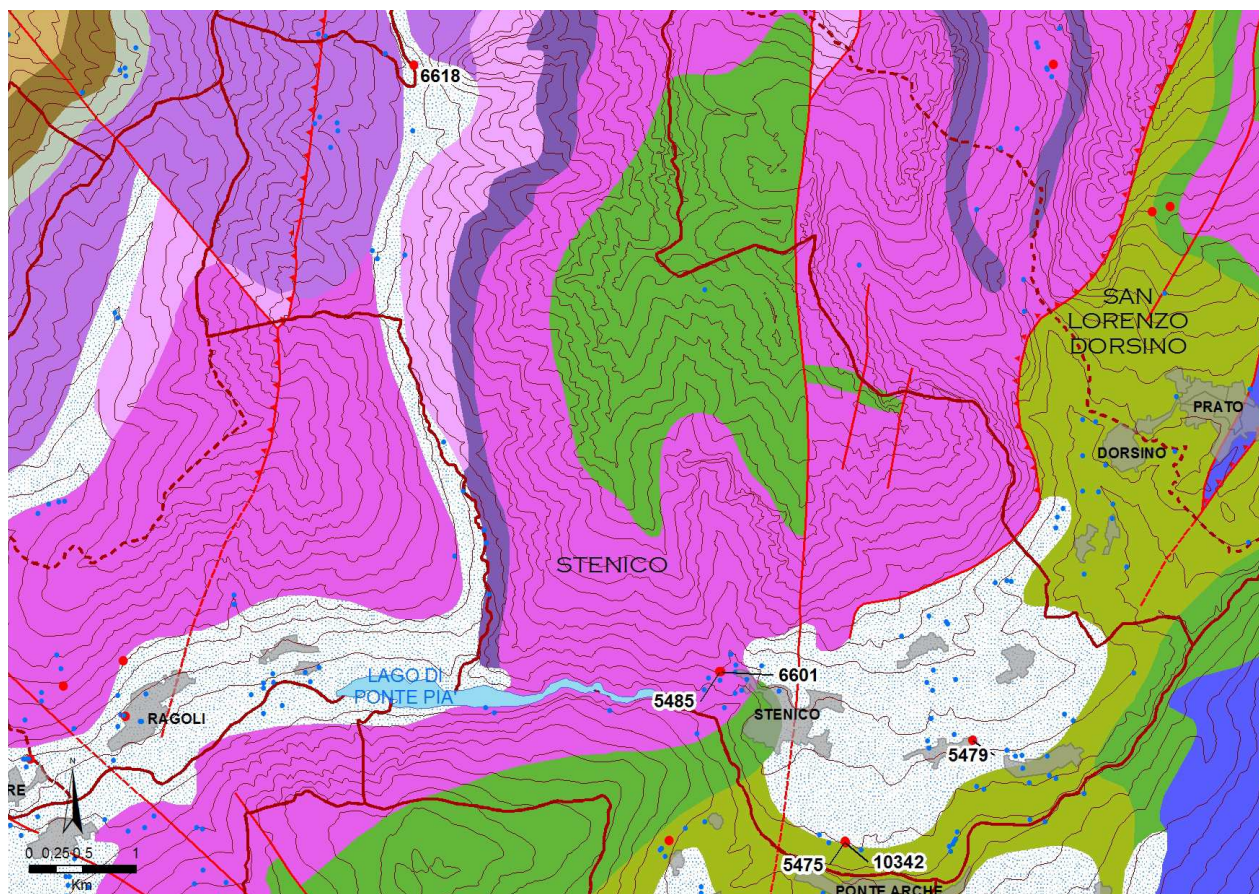 6618
SAN
LORENZO
DORSINO
PRATO
DORSINO
STENICO
LAGO DI
PONTE PIA'
6601
5485
RAGOLI
STENICO
5479
N
RE
0 0,25 0,5 1
Km
5475
10342
PONTE ARCHE